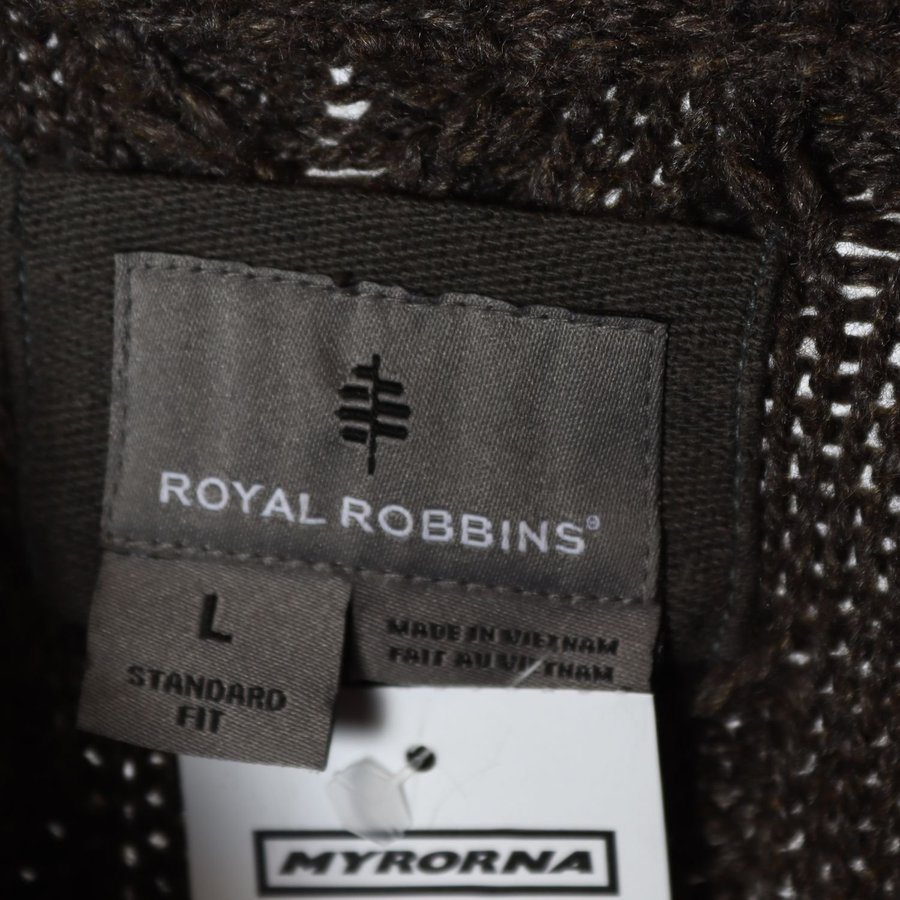 ROYAL ROBBINS®
L
STANDARD
FIT
MADE IN VIETNAM
FAIT AU VIETNAM
MYRORNA